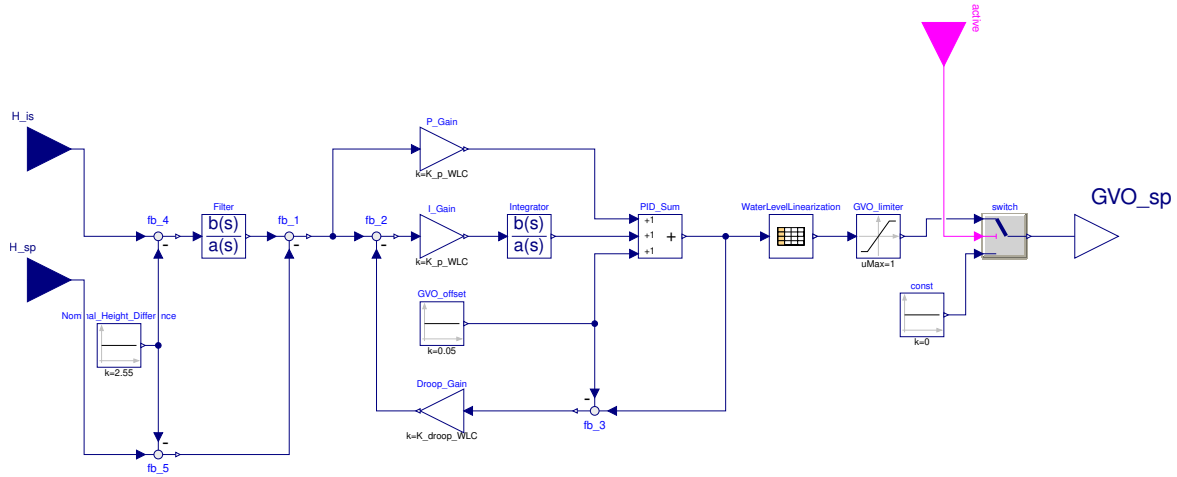 active
H_is
P_Gain
k=K_p_WLC
GVO_sp
fb_4
Filter
b(s)
a(s)
fb_1
fb_2
I_Gain
k=K_p_WLC
Integrator
b(s)
a(s)
PID_Sum
+1
+1
+1
+
WaterLevelLinearization
GVO_limiter
uMax=1
switch
H_sp
-
-
-
GVO_offset
k=0.05
const
k=0
Nominal_Height_Difference
k=2.55
Droop_Gain
k=K_droop_WLC
-
fb_3
-
fb_5